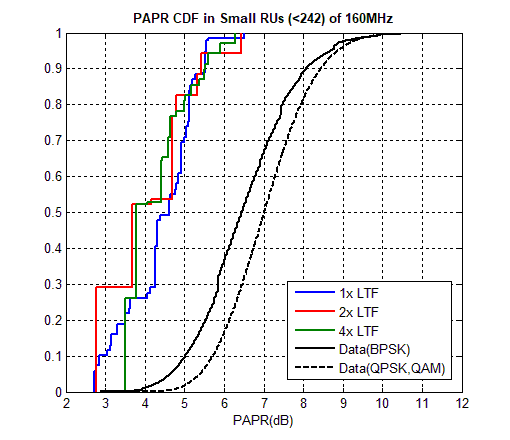 PAPR CDF in Small RUs (<242) of 160MHz
1
0.9
0.8
0.7
0.6
0.5
0.4
0.3
0.2
0.1
0
1x LTF
2x LTF
4x LTF
Data(BPSK)
Data(QPSK,QAM)
2 3 4 5 6 7 8 9 10 11 12
PAPR(dB)